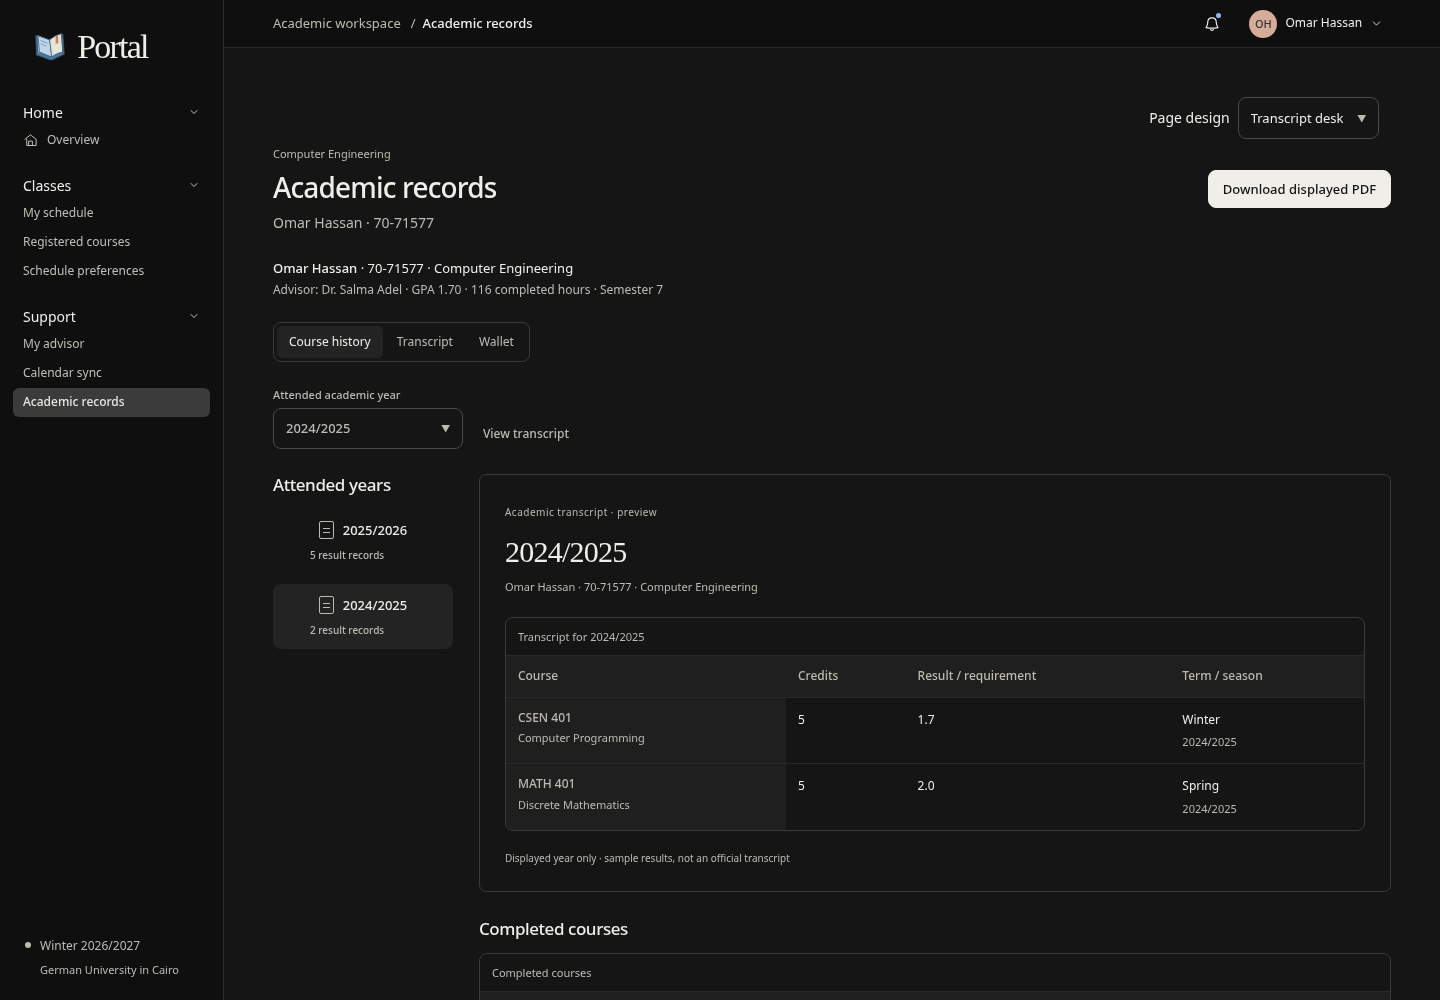 Portal
Home
Overview
Classes
My schedule
Registered courses
Schedule preferences
Support
My advisor
Calendar sync
Academic records
Winter 2026/2027
German University in Cairo
Academic workspace / Academic records
OH Omar Hassan
Page design Transcript desk
Computer Engineering
Academic records
Download displayed PDF
Omar Hassan · 70-71577
Omar Hassan · 70-71577 · Computer Engineering
Advisor: Dr. Salma Adel · GPA 1.70 · 116 completed hours · Semester 7
Course history Transcript Wallet
Attended academic year
2024/2025
View transcript
Attended years
2025/2026
5 result records
2024/2025
2 result records
Academic transcript · preview
2024/2025
Omar Hassan · 70-71577 · Computer Engineering
Transcript for 2024/2025
Course Credits Result / requirement Term / season
CSEN 401 5 1.7 Winter
Computer Programming 2024/2025
MATH 401 5 2.0 Spring
Discrete Mathematics 2024/2025
Displayed year only · sample results, not an official transcript
Completed courses
Completed courses